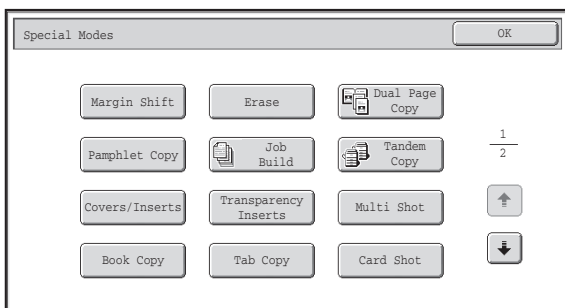 Special Modes
OK
Margin Shift
Erase
Dual Page
Copy
Pamphlet Copy
Job
Build
Tandem
Copy
1
2
Covers/Inserts
Transparency
Inserts
Multi Shot
Book Copy
Tab Copy
Card Shot